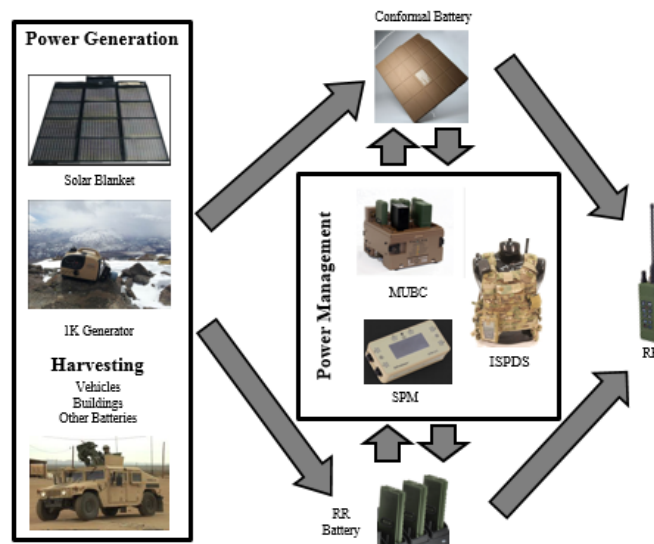 Power Generation
Solar Blanket
1K Generator
Harvesting
Vehicles
Buildings
Other Batteries
Conformal Battery
Power Management
MUBC
ISPDS
SPM
RR
Battery